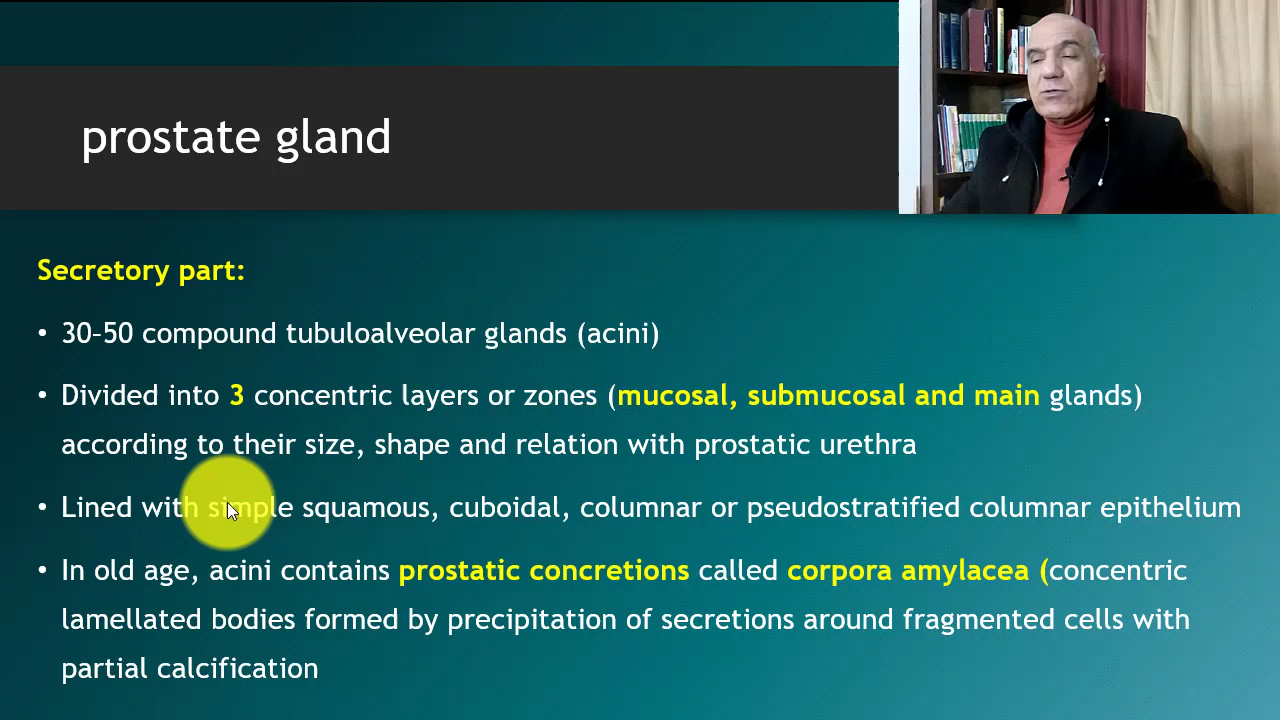 prostate gland
Secretory part:
• 30-50 compound tubuloalveolar glands (acini)
• Divided into 3 concentric layers or zones (mucosal, submucosal and main glands)
according to their size, shape and relation with prostatic urethra
• Lined with simple squamous, cuboidal, columnar or pseudostratified columnar epithelium
• In old age, acini contains prostatic concretions called corpora amylacea (concentric
lamellated bodies formed by precipitation of secretions around fragmented cells with
partial calcification